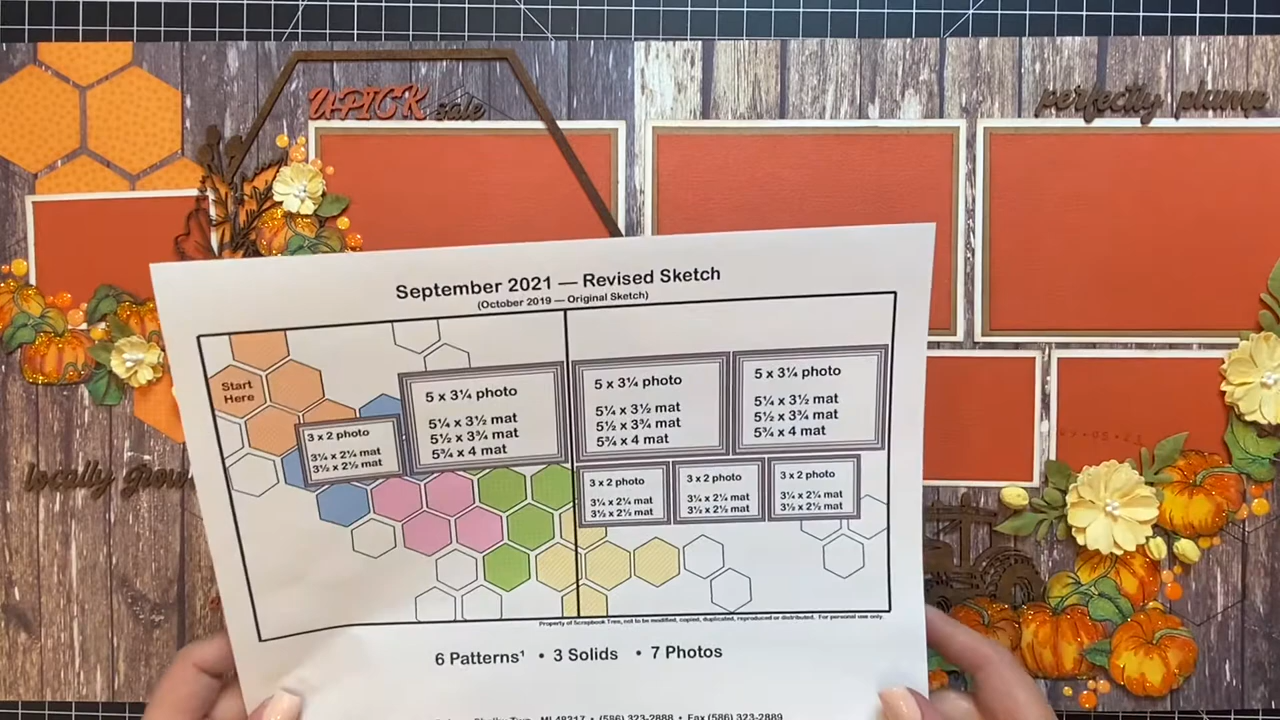 U-PICK sale
perfectly plump
locally grown
September 2021 — Revised Sketch
(October 2019 — Original Sketch)
Start
Here
3 x 2 photo
3¼ x 2¼ mat
3½ x 2½ mat
5 x 3¼ photo
5¼ x 3½ mat
5½ x 3¾ mat
5¾ x 4 mat
5 x 3¼ photo
5¼ x 3½ mat
5½ x 3¾ mat
5¾ x 4 mat
5 x 3¼ photo
5¼ x 3½ mat
5½ x 3¾ mat
5¾ x 4 mat
3 x 2 photo
3¼ x 2¼ mat
3½ x 2½ mat
3 x 2 photo
3¼ x 2¼ mat
3½ x 2½ mat
3 x 2 photo
3¼ x 2¼ mat
3½ x 2½ mat
Property of Scrapbook Tree, not to be modified, copied, duplicated, reproduced or distributed. For personal use only.
6 Patterns¹ • 3 Solids • 7 Photos
MI 48317 • (586) 323-2888 • Fax (586) 323-2889